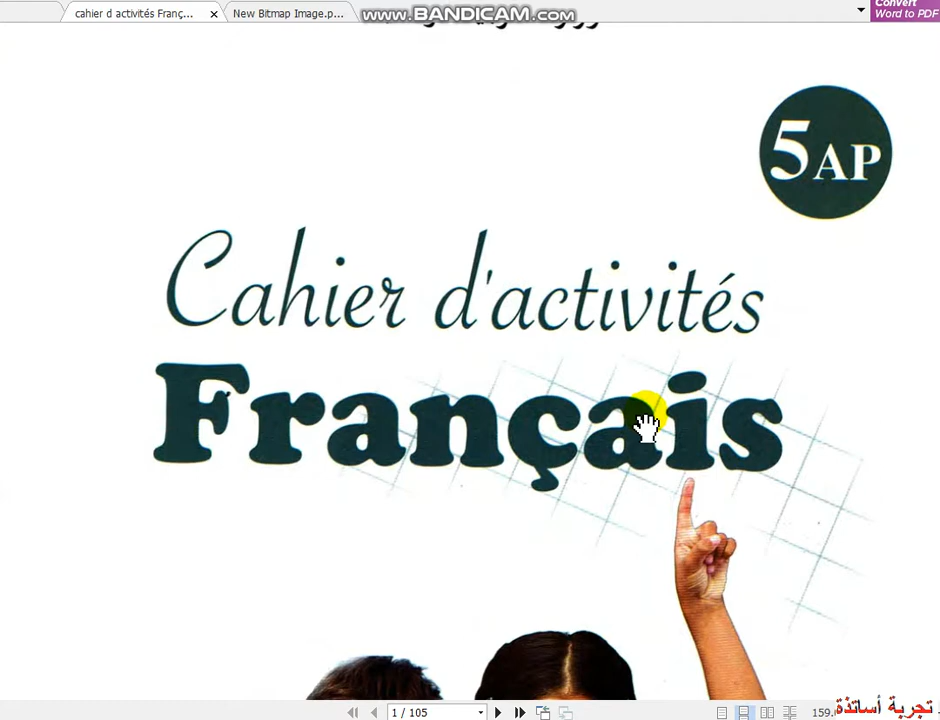 cahier d activités Franç...
New Bitmap Image.p...
WWW.BANDICAM.COM
Convert
Word to PDF
5AP
Cahier d'activités
Français
1 / 105
159.
تجربة أساتذة